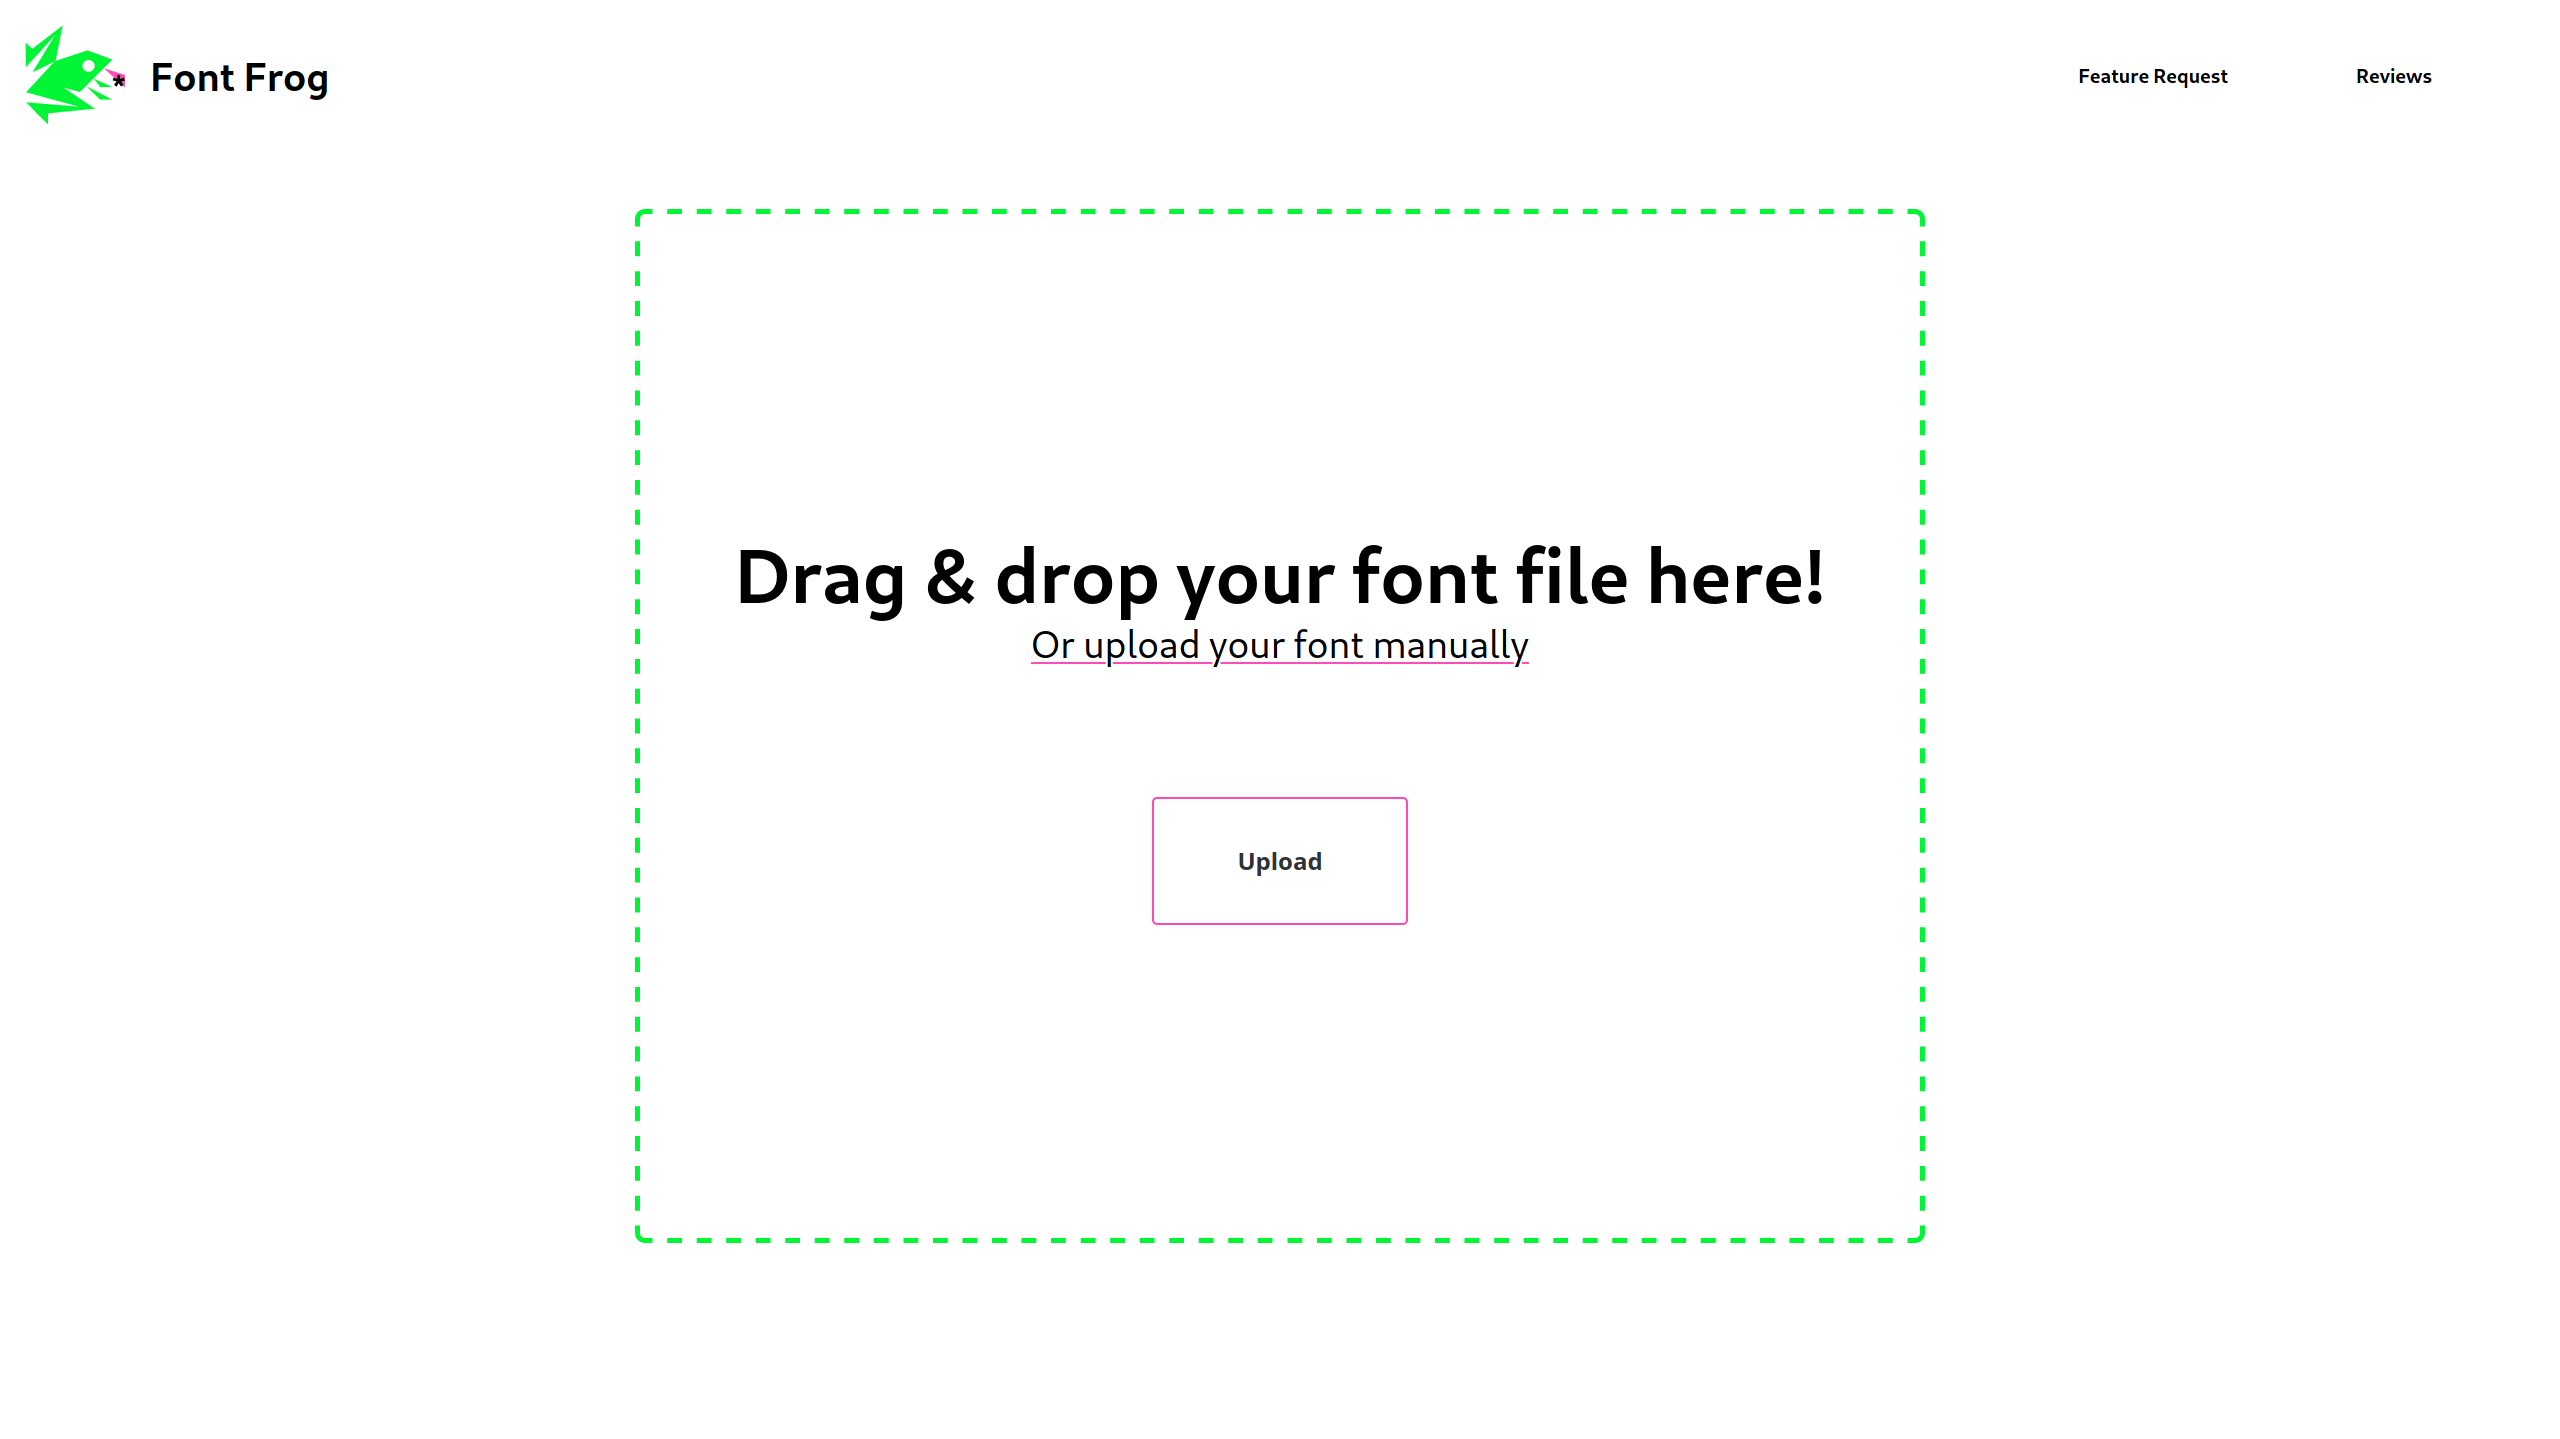 Font Frog
Feature Request
Reviews
Drag & drop your font file here!
Or upload your font manually
Upload